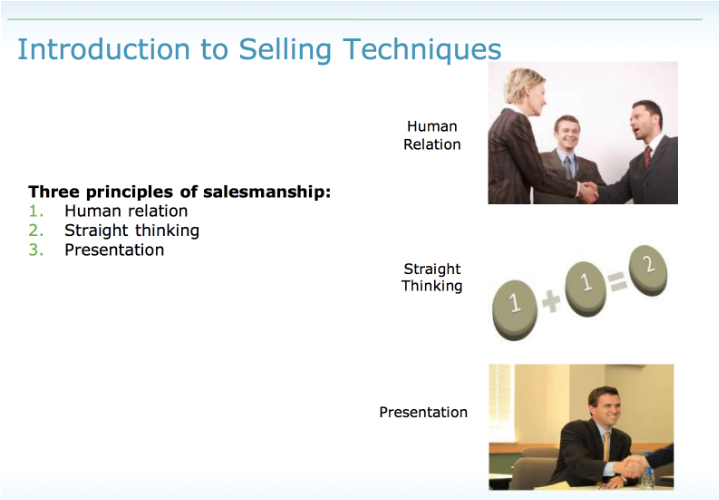 Introduction to Selling Techniques
Human
Relation
Three principles of salesmanship:
1. Human relation
2. Straight thinking
3. Presentation
Straight
Thinking
1 + 1 = 2
Presentation